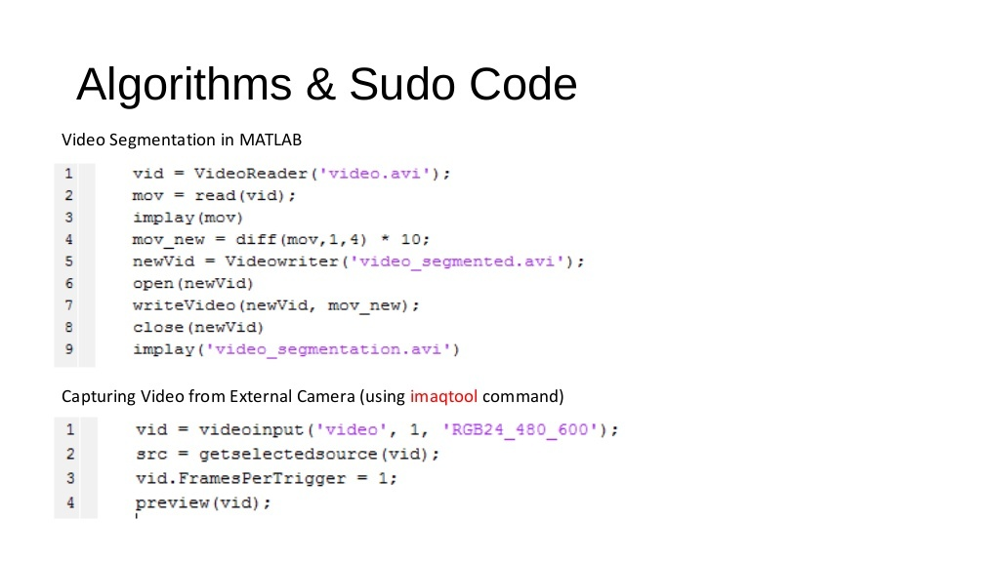 Algorithms & Sudo Code
Video Segmentation in MATLAB
1 vid = VideoReader('video.avi');
2 mov = read(vid);
3 implay(mov)
4 mov_new = diff(mov,1,4) * 10;
5 newVid = Videowriter('video_segmented.avi');
6 open(newVid)
7 writeVideo(newVid, mov_new);
8 close(newVid)
9 implay('video_segmentation.avi')
Capturing Video from External Camera (using imaqtool command)
1 vid = videoinput('video', 1, 'RGB24_480_600');
2 src = getselectedsource(vid);
3 vid.FramesPerTrigger = 1;
4 preview(vid);